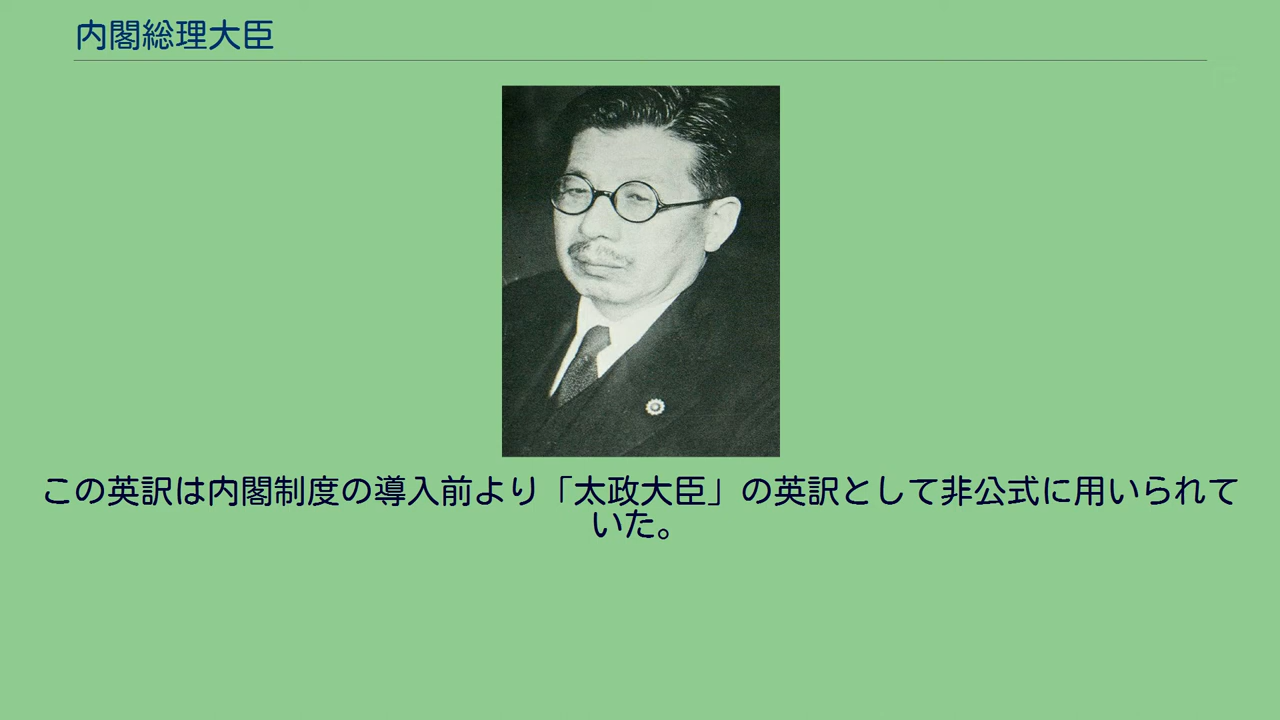 内閣総理大臣
この英訳は内閣制度の導入前より「太政大臣」の英訳として非公式に用いられて
いた。